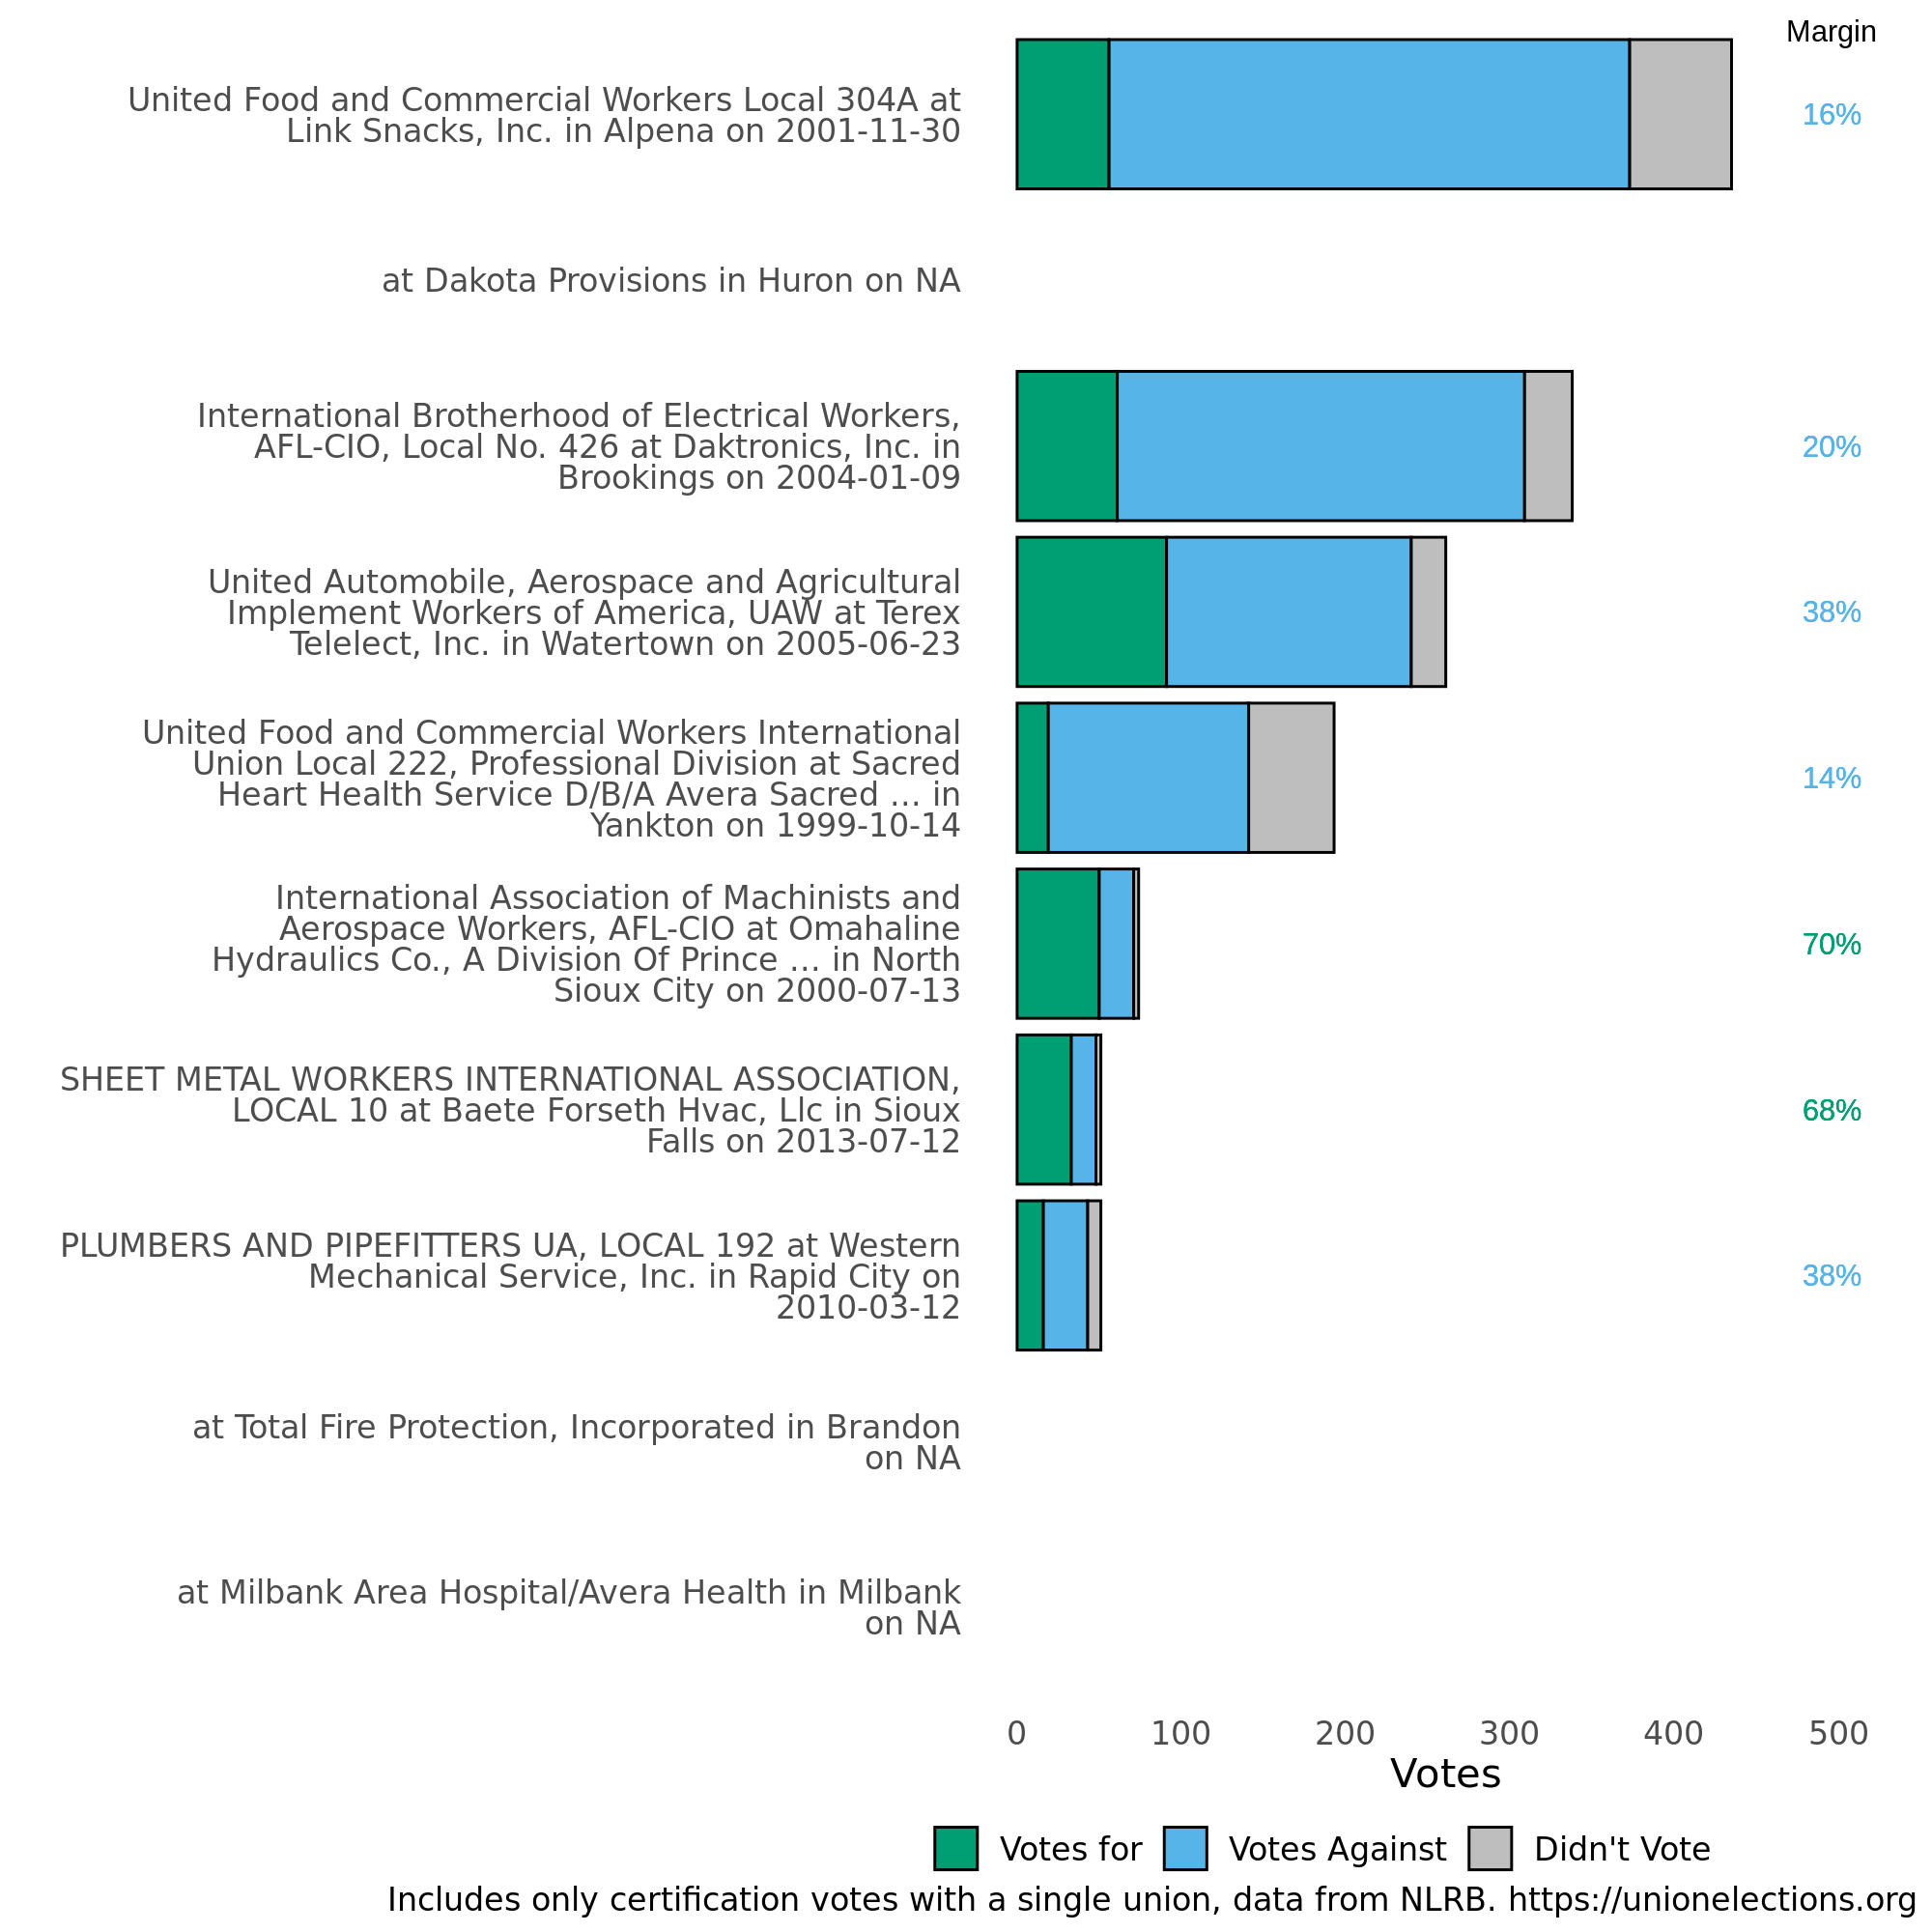 Margin
United Food and Commercial Workers Local 304A at
Link Snacks, Inc. in Alpena on 2001-11-30
16%
at Dakota Provisions in Huron on NA
International Brotherhood of Electrical Workers,
AFL-CIO, Local No. 426 at Daktronics, Inc. in
Brookings on 2004-01-09
20%
United Automobile, Aerospace and Agricultural
Implement Workers of America, UAW at Terex
Telelect, Inc. in Watertown on 2005-06-23
38%
United Food and Commercial Workers International
Union Local 222, Professional Division at Sacred
Heart Health Service D/B/A Avera Sacred ... in
Yankton on 1999-10-14
14%
International Association of Machinists and
Aerospace Workers, AFL-CIO at Omahaline
Hydraulics Co., A Division Of Prince ... in North
Sioux City on 2000-07-13
70%
SHEET METAL WORKERS INTERNATIONAL ASSOCIATION,
LOCAL 10 at Baete Forseth Hvac, Llc in Sioux
Falls on 2013-07-12
68%
PLUMBERS AND PIPEFITTERS UA, LOCAL 192 at Western
Mechanical Service, Inc. in Rapid City on
2010-03-12
38%
at Total Fire Protection, Incorporated in Brandon
on NA
at Milbank Area Hospital/Avera Health in Milbank
on NA
0 100 200 300 400 500
Votes
Votes for Votes Against Didn't Vote
Includes only certification votes with a single union, data from NLRB. https://unionelections.org